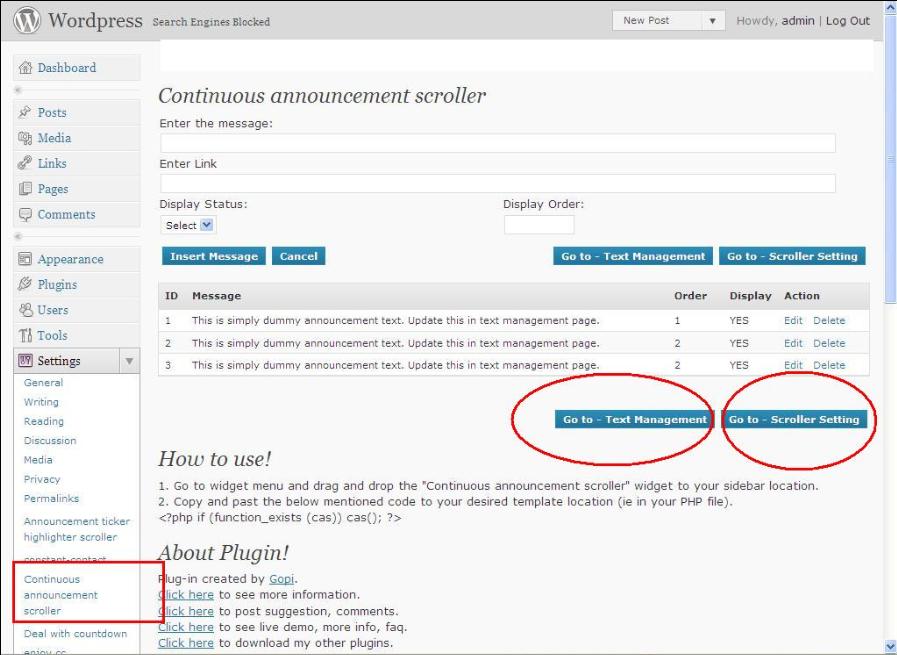 Wordpress Search Engines Blocked New Post Howdy, admin | Log Out
Dashboard
Posts
Media
Links
Pages
Comments
Appearance
Plugins
Users
Tools
Settings
General
Writing
Reading
Discussion
Media
Privacy
Permalinks
Announcement ticker
highlighter scroller
constant-contact
Continuous
announcement
scroller
Deal with countdown
enjoy cc
Continuous announcement scroller
Enter the message:
Enter Link
Display Status: Display Order:
Select
Insert Message Cancel Go to - Text Management Go to - Scroller Setting
ID Message Order Display Action
1 This is simply dummy announcement text. Update this in text management page. 1 YES Edit Delete
2 This is simply dummy announcement text. Update this in text management page. 2 YES Edit Delete
3 This is simply dummy announcement text. Update this in text management page. 2 YES Edit Delete
Go to - Text Management Go to - Scroller Setting
How to use!
1. Go to widget menu and drag and drop the "Continuous announcement scroller" widget to your sidebar location.
2. Copy and past the below mentioned code to your desired template location (ie in your PHP file).
<?php if (function_exists (cas)) cas(); ?>
About Plugin!
Plug-in created by Gopi.
Click here to see more information.
Click here to post suggestion, comments.
Click here to see live demo, more info, faq.
Click here to download my other plugins.